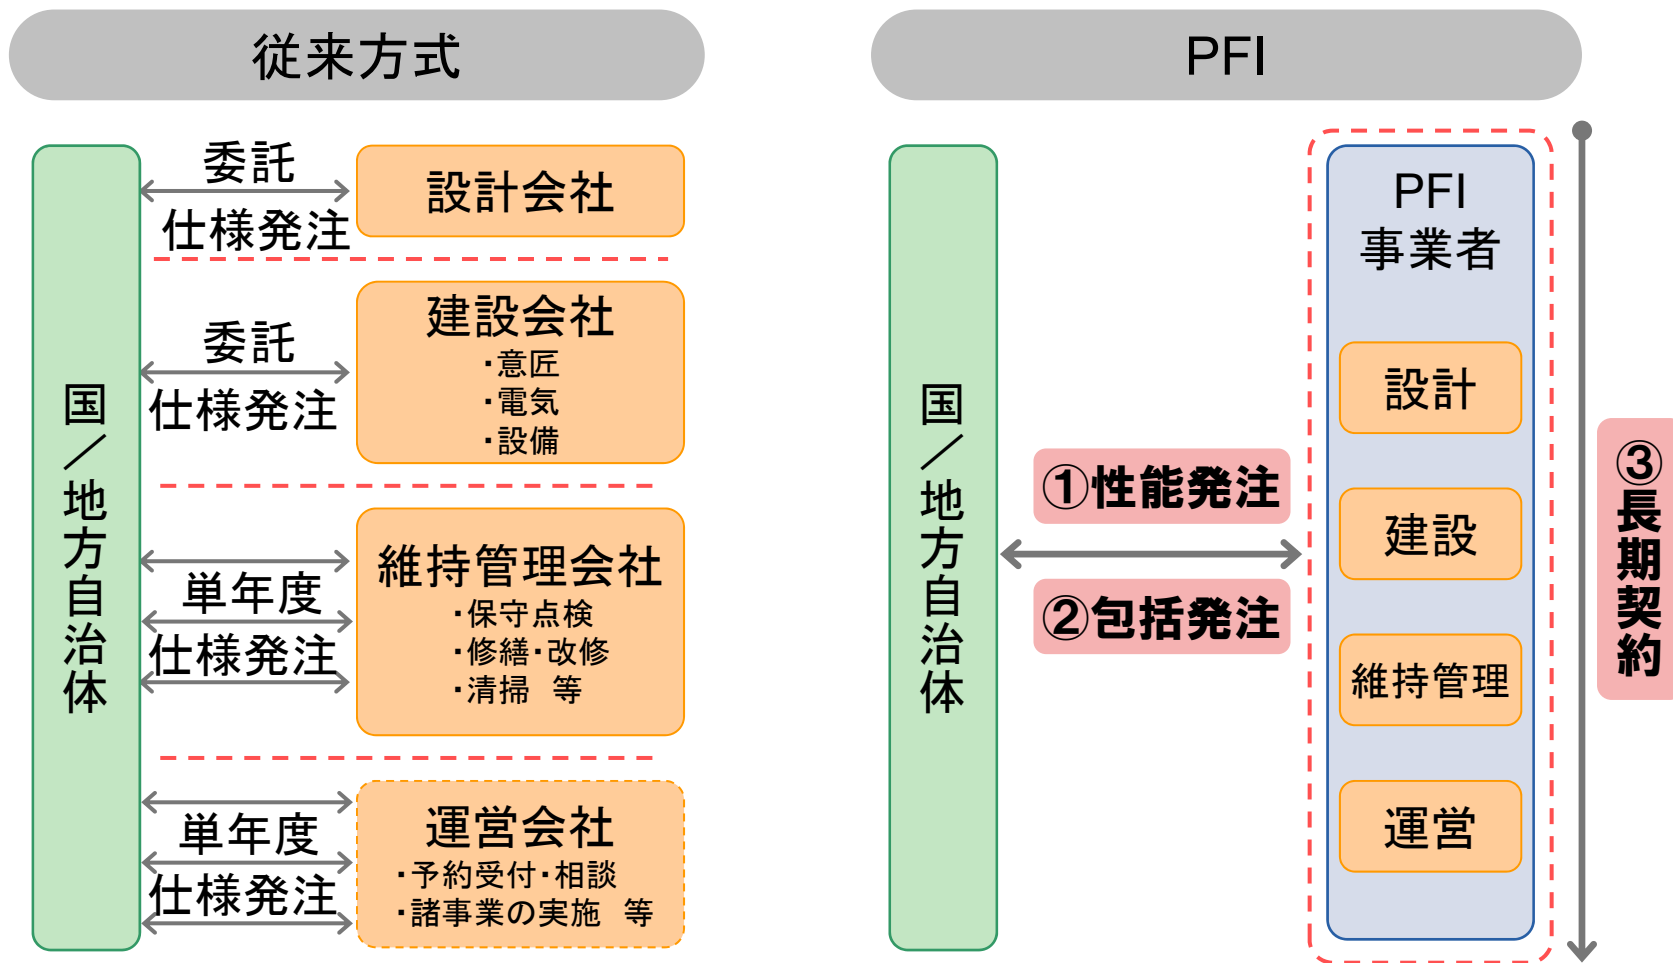 従来方式
国／地方自治体
委託
仕様発注
設計会社
委託
仕様発注
建設会社
・意匠
・電気
・設備
単年度
仕様発注
維持管理会社
・保守点検
・修繕・改修
・清掃　等
単年度
仕様発注
運営会社
・予約受付・相談
・諸事業の実施　等
PFI
国／地方自治体
①性能発注
②包括発注
PFI
事業者
設計
建設
維持管理
運営
③長期契約